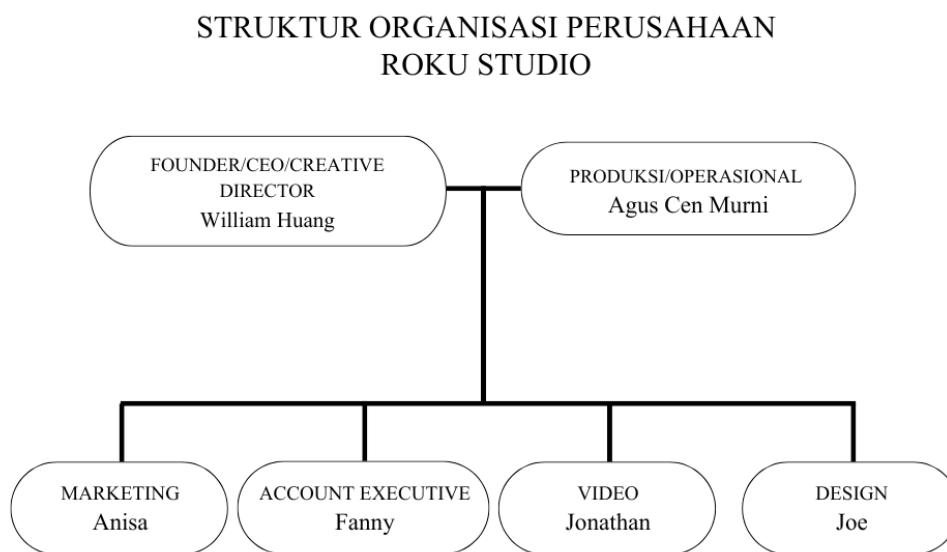 STRUKTUR ORGANISASI PERUSAHAAN
ROKU STUDIO
FOUNDER/CEO/CREATIVE
DIRECTOR
William Huang
PRODUKSI/OPERASIONAL
Agus Cen Murni
MARKETING
Anisa
ACCOUNT EXECUTIVE
Fanny
VIDEO
Jonathan
DESIGN
Joe